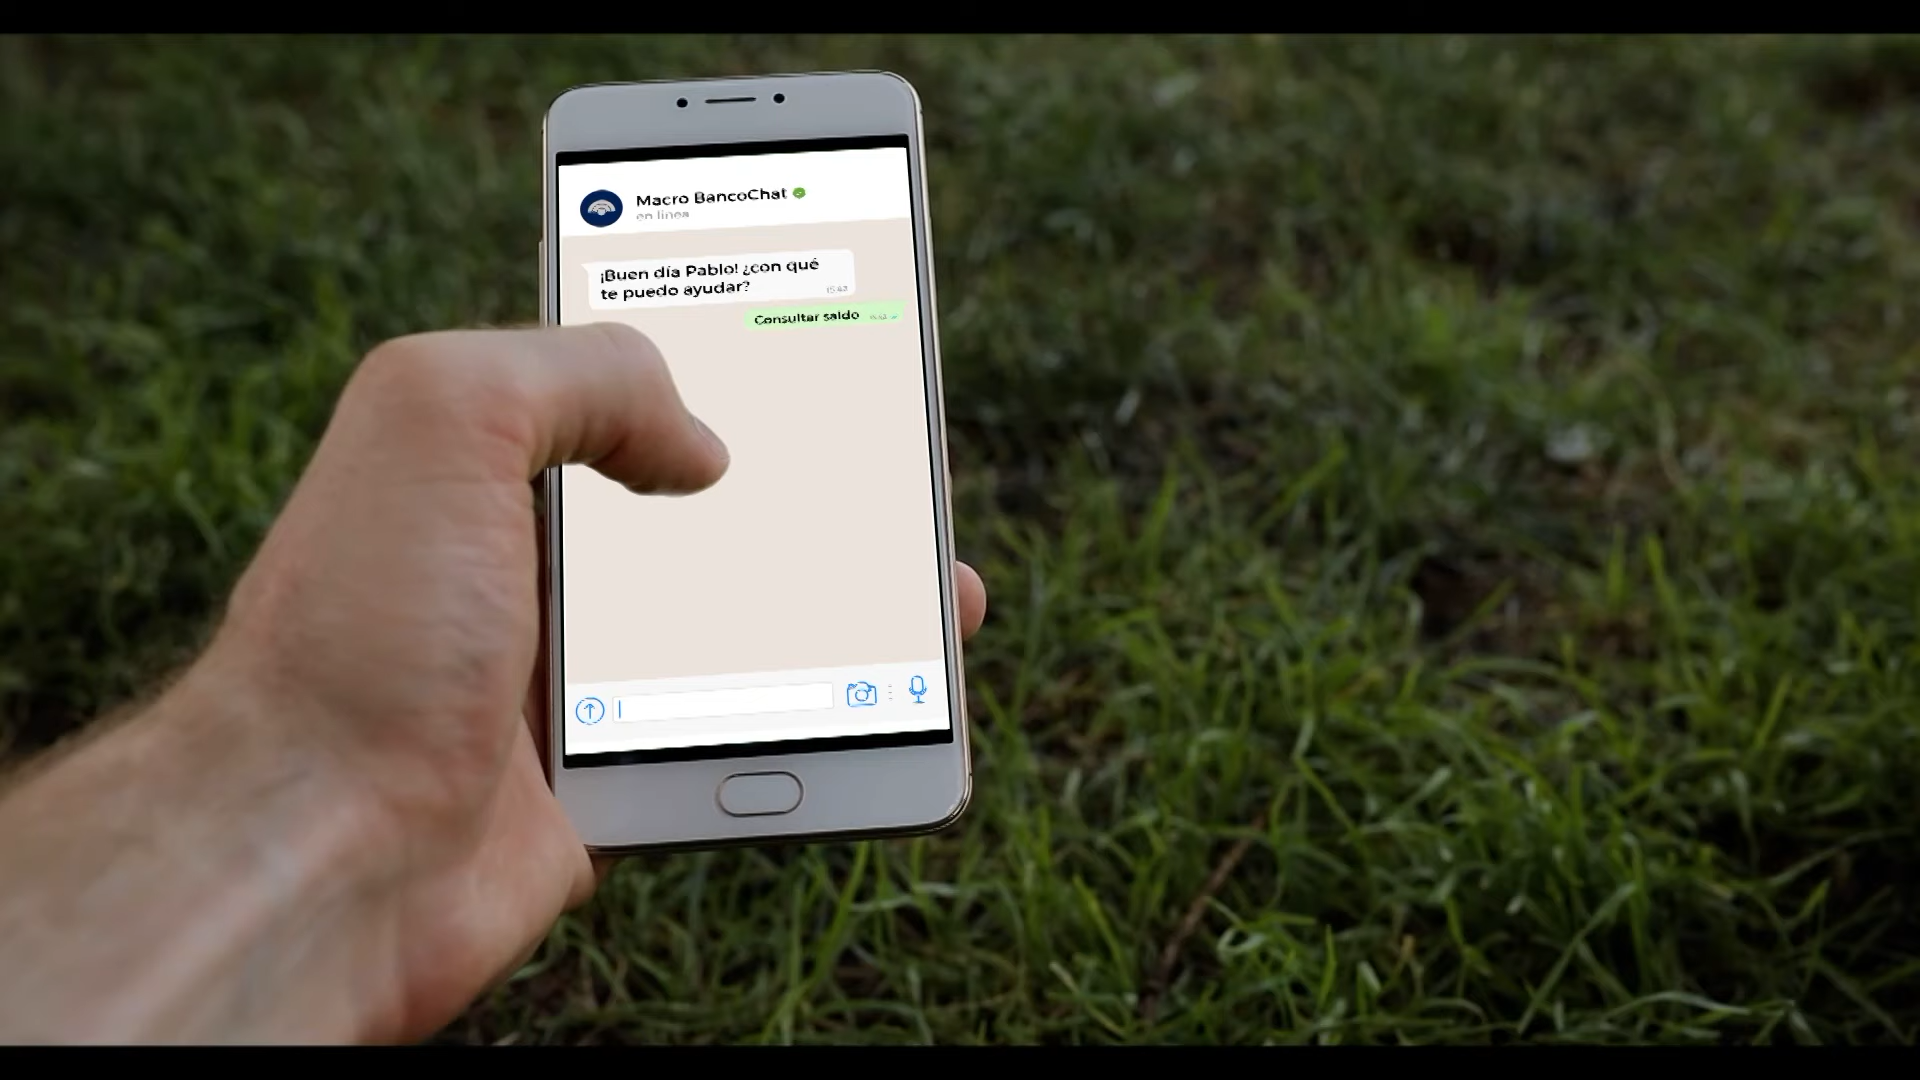 Macro BancoChat
en línea
¡Buen día Pablo! ¿con qué
te puedo ayudar?
Consultar saldo